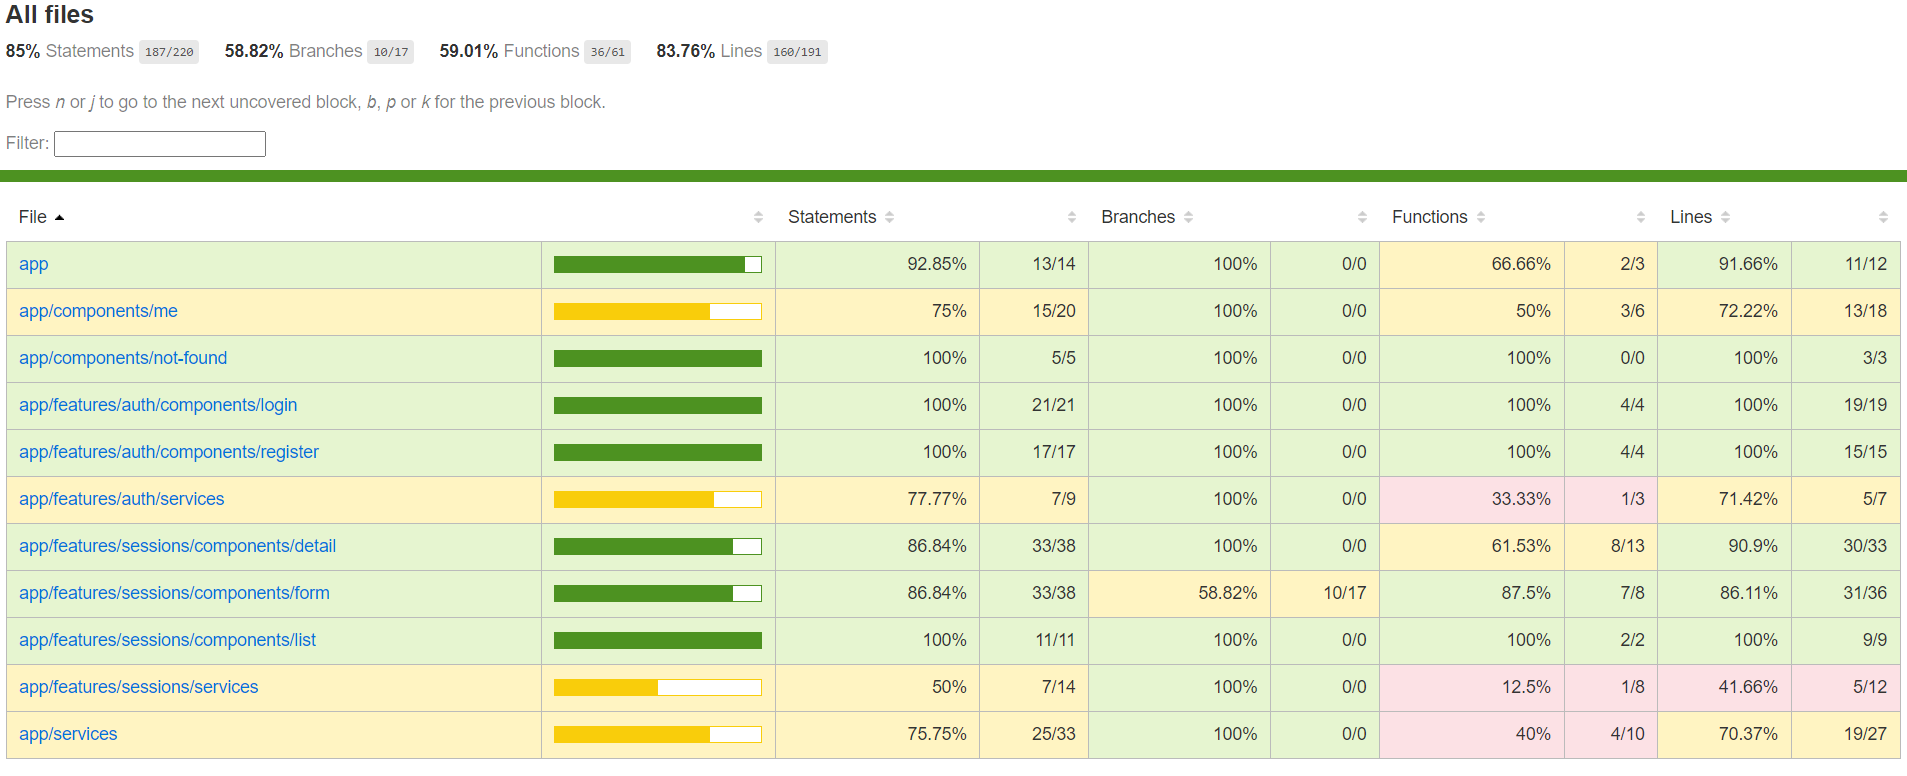 All files
85% Statements 187/220 58.82% Branches 10/17 59.01% Functions 36/61 83.76% Lines 160/191
Press n or j to go to the next uncovered block, b, p or k for the previous block.
Filter:
File Statements Branches Functions Lines
app 92.85% 13/14 100% 0/0 66.66% 2/3 91.66% 11/12
app/components/me 75% 15/20 100% 0/0 50% 3/6 72.22% 13/18
app/components/not-found 100% 5/5 100% 0/0 100% 0/0 100% 3/3
app/features/auth/components/login 100% 21/21 100% 0/0 100% 4/4 100% 19/19
app/features/auth/components/register 100% 17/17 100% 0/0 100% 4/4 100% 15/15
app/features/auth/services 77.77% 7/9 100% 0/0 33.33% 1/3 71.42% 5/7
app/features/sessions/components/detail 86.84% 33/38 100% 0/0 61.53% 8/13 90.9% 30/33
app/features/sessions/components/form 86.84% 33/38 58.82% 10/17 87.5% 7/8 86.11% 31/36
app/features/sessions/components/list 100% 11/11 100% 0/0 100% 2/2 100% 9/9
app/features/sessions/services 50% 7/14 100% 0/0 12.5% 1/8 41.66% 5/12
app/services 75.75% 25/33 100% 0/0 40% 4/10 70.37% 19/27